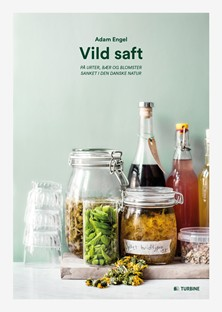 Adam Engel
Vild saft
PÅ URTER, BÆR OG BLOMSTER
SANKET I DEN DANSKE NATUR
TURBINE